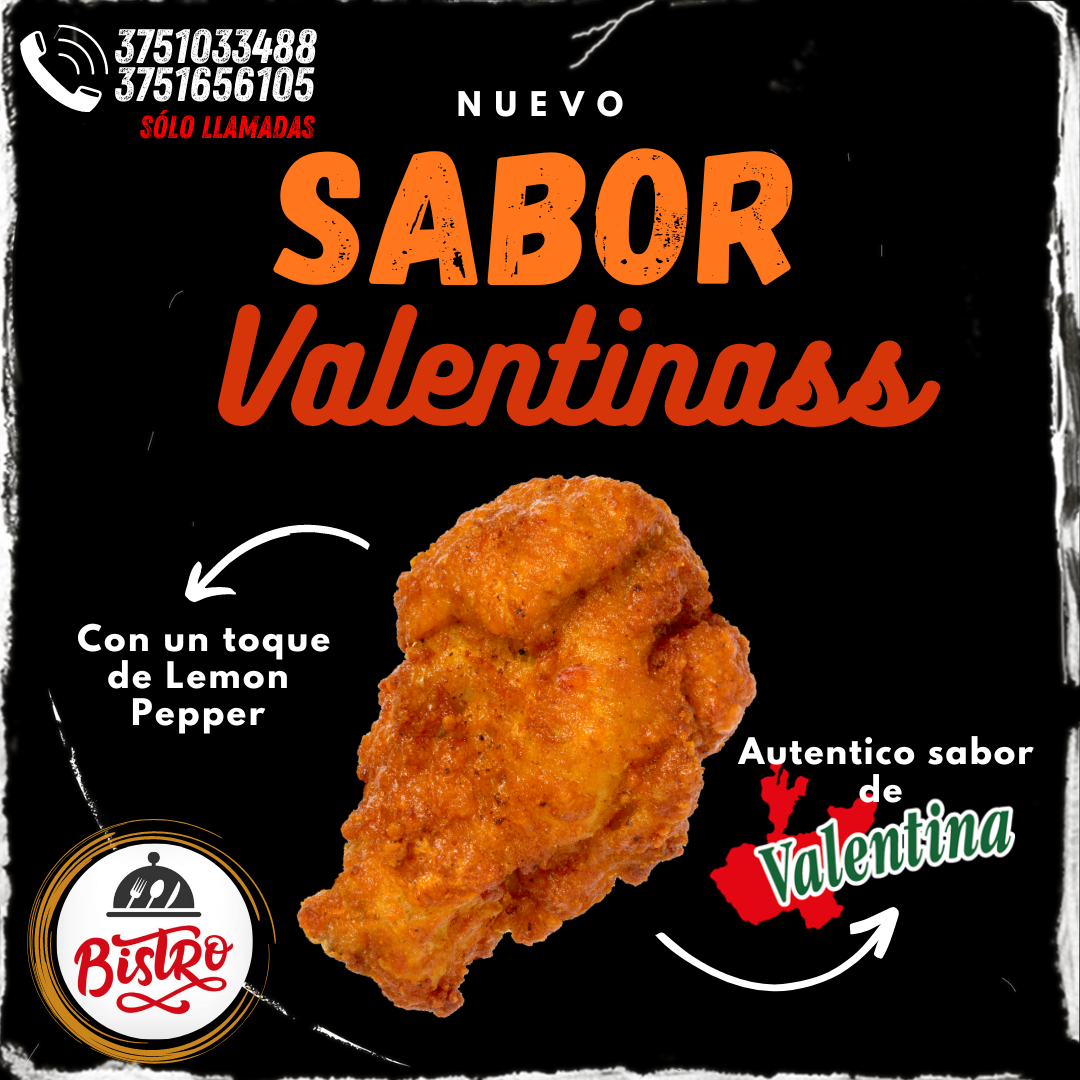 3751033488
3751656105
SÓLO LLAMADAS
NUEVO
SABOR
Valentinass
Con un toque
de Lemon
Pepper
Autentico sabor
de
Valentina
BistRo